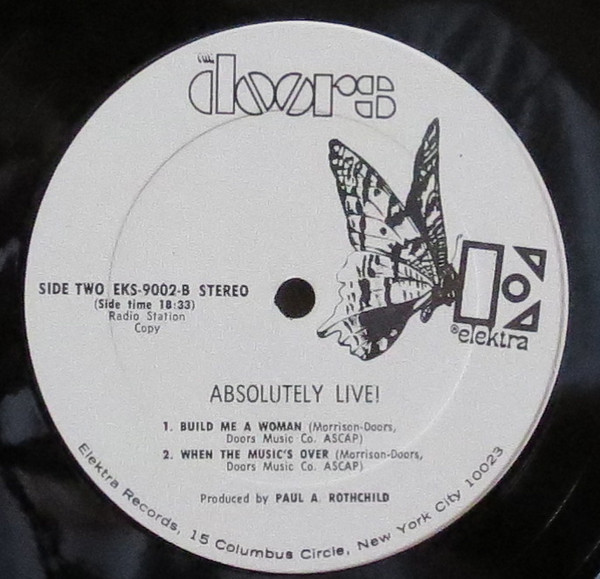 THE
doors
SIDE TWO EKS-9002-B STEREO
(Side time 18:33)
Radio Station
Copy
®elektra
ABSOLUTELY LIVE!
1. BUILD ME A WOMAN (Morrison-Doors,
Doors Music Co. ASCAP)
2. WHEN THE MUSIC'S OVER (Morrison-Doors,
Doors Music Co. ASCAP)
Produced by PAUL A. ROTHCHILD
Elektra Records, 15 Columbus Circle, New York City 10023